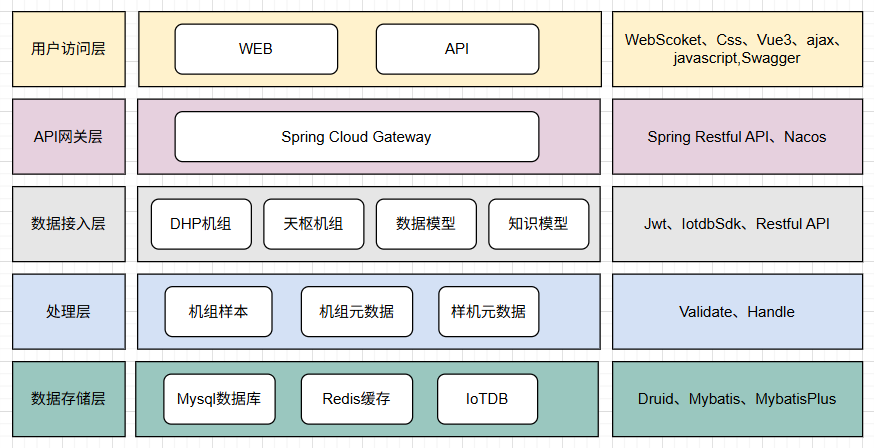 用户访问层
WEB
API
WebScoket、Css、Vue3、ajax、
javascript,Swagger
API网关层
Spring Cloud Gateway
Spring Restful API、Nacos
数据接入层
DHP机组
天枢机组
数据模型
知识模型
Jwt、IotdbSdk、Restful API
处理层
机组样本
机组元数据
样机元数据
Validate、Handle
数据存储层
Mysql数据库
Redis缓存
IoTDB
Druid、Mybatis、MybatisPlus